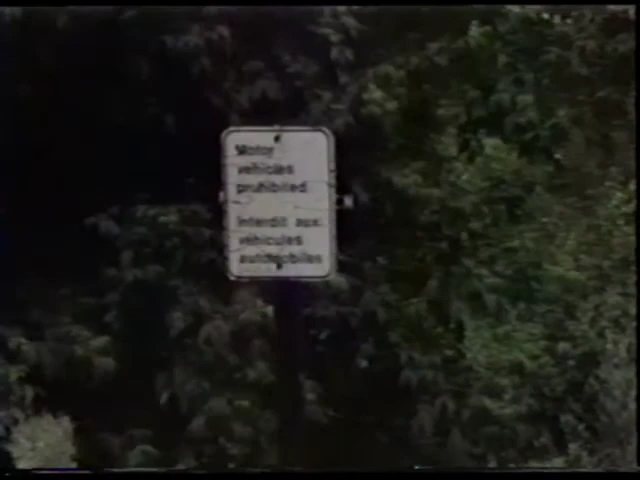 Motor
vehicles
prohibited
Interdit aux
véhicules
automobiles